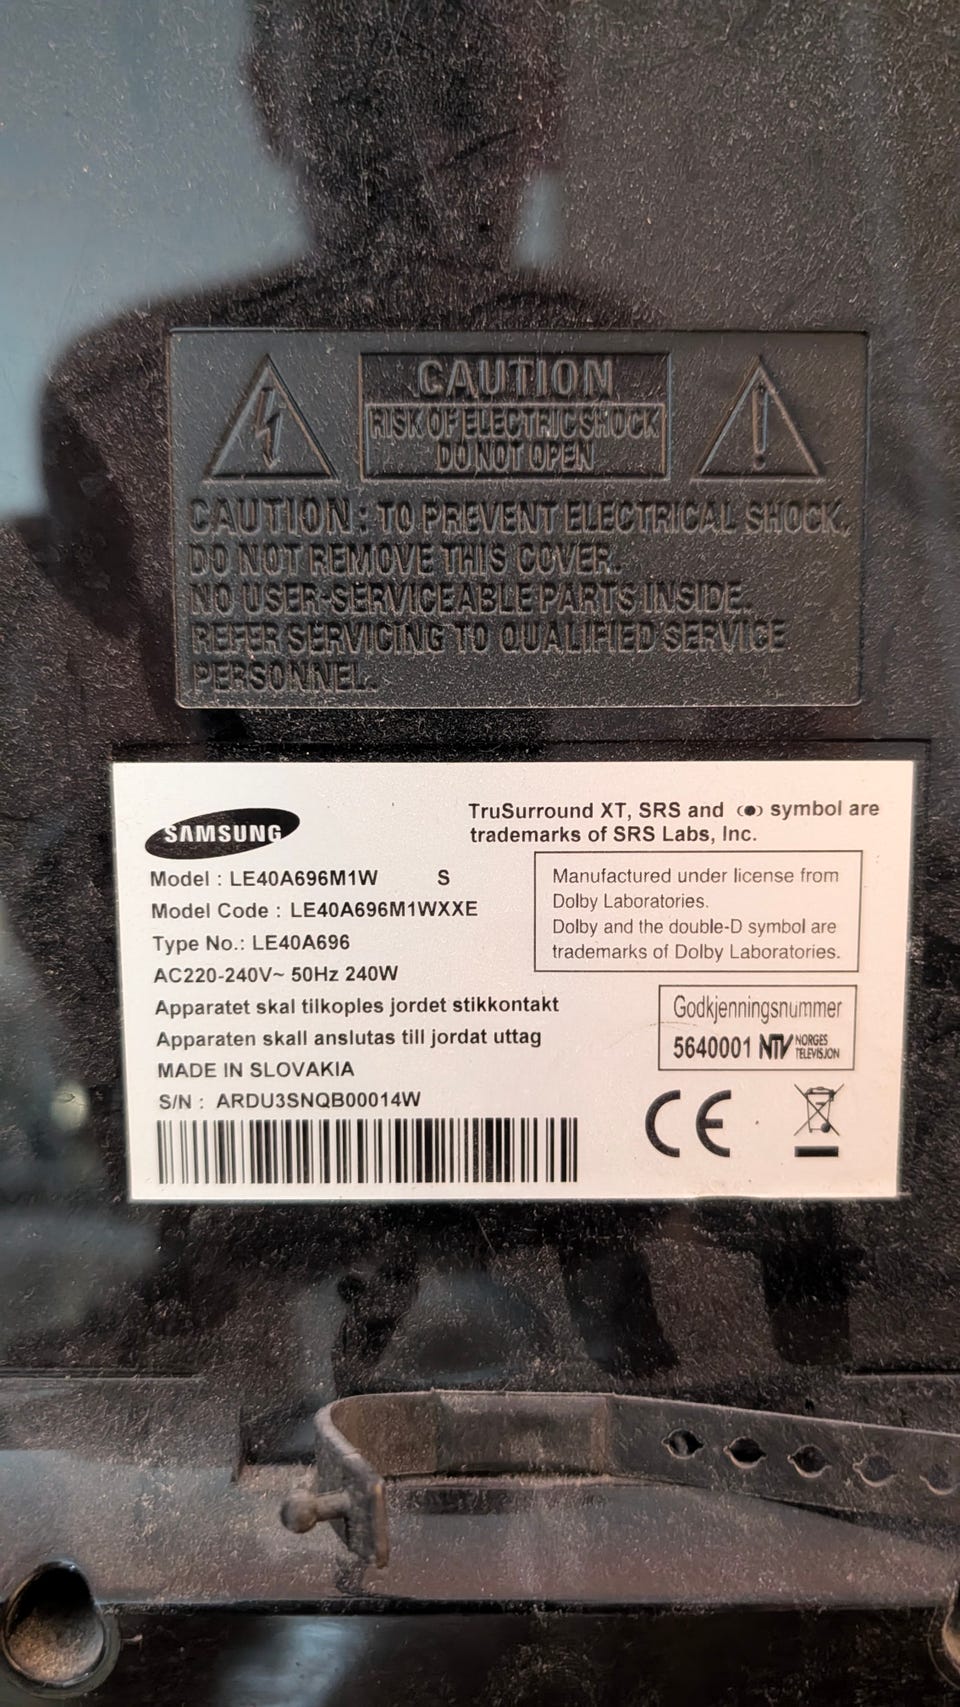 CAUTION
RISK OF ELECTRIC SHOCK
DO NOT OPEN
CAUTION : TO PREVENT ELECTRICAL SHOCK,
DO NOT REMOVE THIS COVER.
NO USER-SERVICEABLE PARTS INSIDE.
REFER SERVICING TO QUALIFIED SERVICE
PERSONNEL.
SAMSUNG
TruSurround XT, SRS and (●) symbol are
trademarks of SRS Labs, Inc.
Model : LE40A696M1W S
Model Code : LE40A696M1WXXE
Type No.: LE40A696
AC220-240V~ 50Hz 240W
Apparatet skal tilkoples jordet stikkontakt
Apparaten skall anslutas till jordat uttag
MADE IN SLOVAKIA
S/N : ARDU3SNQB00014W
Manufactured under license from
Dolby Laboratories.
Dolby and the double-D symbol are
trademarks of Dolby Laboratories.
Godkjenningsnummer
5640001 NTV NORGES
TELEVISJON
CE